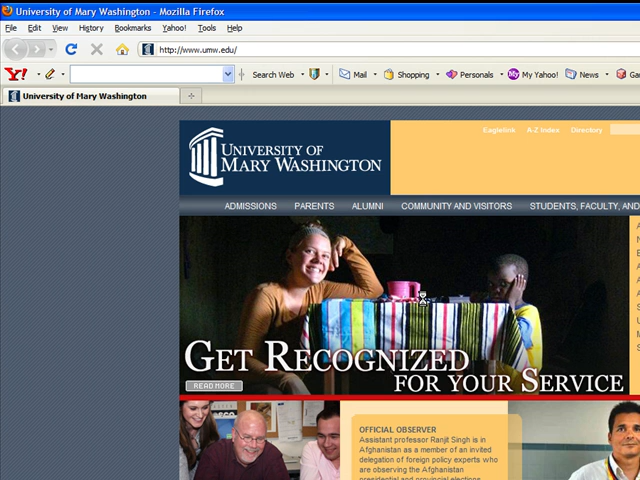 University of Mary Washington - Mozilla Firefox
File Edit View History Bookmarks Yahoo! Tools Help
http://www.umw.edu/
Y! Search Web Mail Shopping Personals My Yahoo! News
University of Mary Washington
Eaglelink A-Z Index Directory
UNIVERSITY OF
MARY WASHINGTON
ADMISSIONS PARENTS ALUMNI COMMUNITY AND VISITORS STUDENTS, FACULTY, AND
GET RECOGNIZED
FOR YOUR SERVICE
READ MORE
OFFICIAL OBSERVER
Assistant professor Ranjit Singh is in
Afghanistan as a member of an invited
delegation of foreign policy experts who
are observing the Afghanistan
presidential and provincial elections